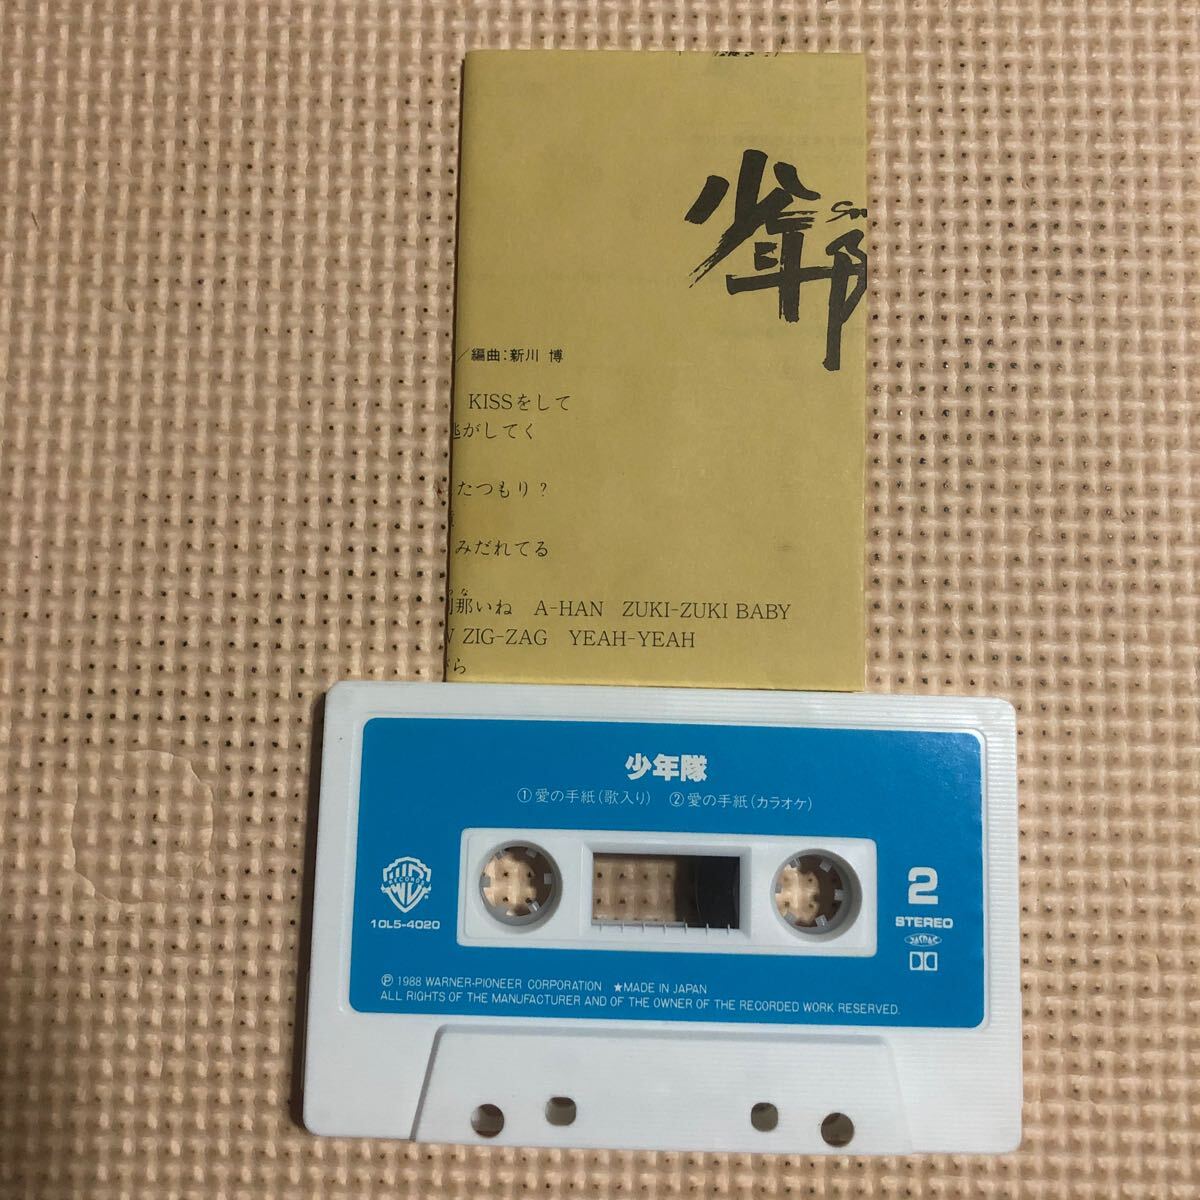 少年隊
／編曲：新川 博
KISSをして
逃がしてく
たつもり？
みだれてる
那いね A-HAN ZUKI-ZUKI BABY
ZIG-ZAG YEAH-YEAH
ら
少年隊
①愛の手紙(歌入り) ②愛の手紙(カラオケ)
RECORDS
10L5-4020
2
STEREO
JASRAC
Ⓟ 1988 WARNER-PIONEER CORPORATION ★MADE IN JAPAN
ALL RIGHTS OF THE MANUFACTURER AND OF THE OWNER OF THE RECORDED WORK RESERVED.